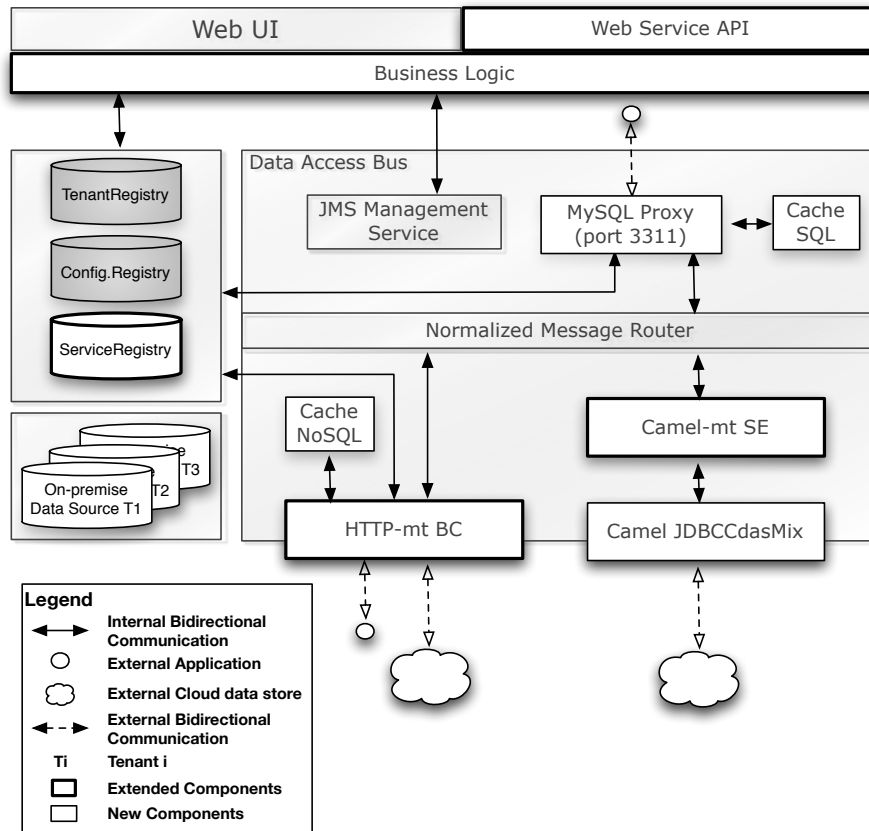 Web UI
Web Service API
Business Logic
TenantRegistry
Config.Registry
ServiceRegistry
Data Access Bus
JMS Management
Service
MySQL Proxy
(port 3311)
Cache
SQL
Normalized Message Router
Cache
NoSQL
Camel-mt SE
HTTP-mt BC
Camel JDBCCdasMix
T3
T2
On-premise
Data Source T1
Legend
Internal Bidirectional
Communication
External Application
External Cloud data store
External Bidirectional
Communication
Ti Tenant i
Extended Components
New Components